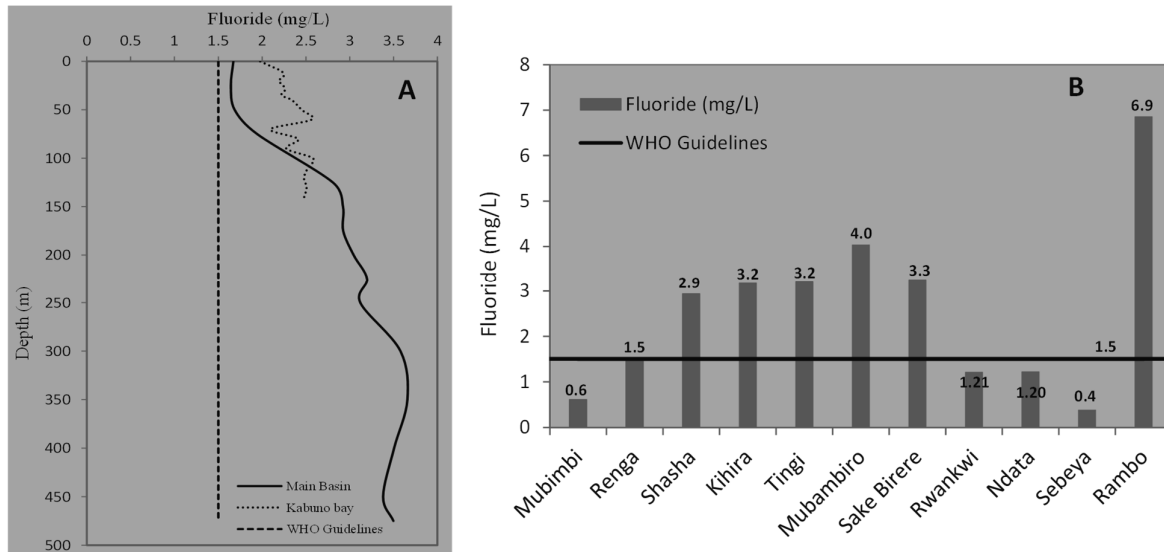 Fluoride (mg/L)
0 0.5 1 1.5 2 2.5 3 3.5 4
A
0
50
100
150
200
250
300
350
400
450
500
Depth (m)
Main Basin
Kabuno bay
WHO Guidelines
B
8
7
6
5
4
3
2
1
0
Fluoride (mg/L)
Fluoride (mg/L)
WHO Guidelines
0.6
1.5
2.9
3.2
3.2
4.0
3.3
1.21
1.20
0.4
1.5
6.9
Mubimbi
Renga
Shasha
Kihira
Tingi
Mubambiro
Sake Birere
Rwankwi
Ndata
Sebeya
Rambo